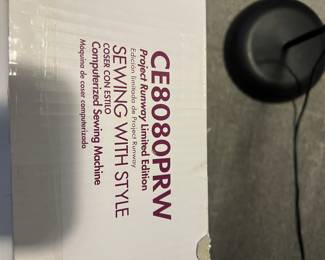 CE8080PRW
Project Runway Limited Edition
Edición limitada de Project Runway
SEWING WITH STYLE
COSER CON ESTILO
Computerized Sewing Machine
Máquina de coser computarizada